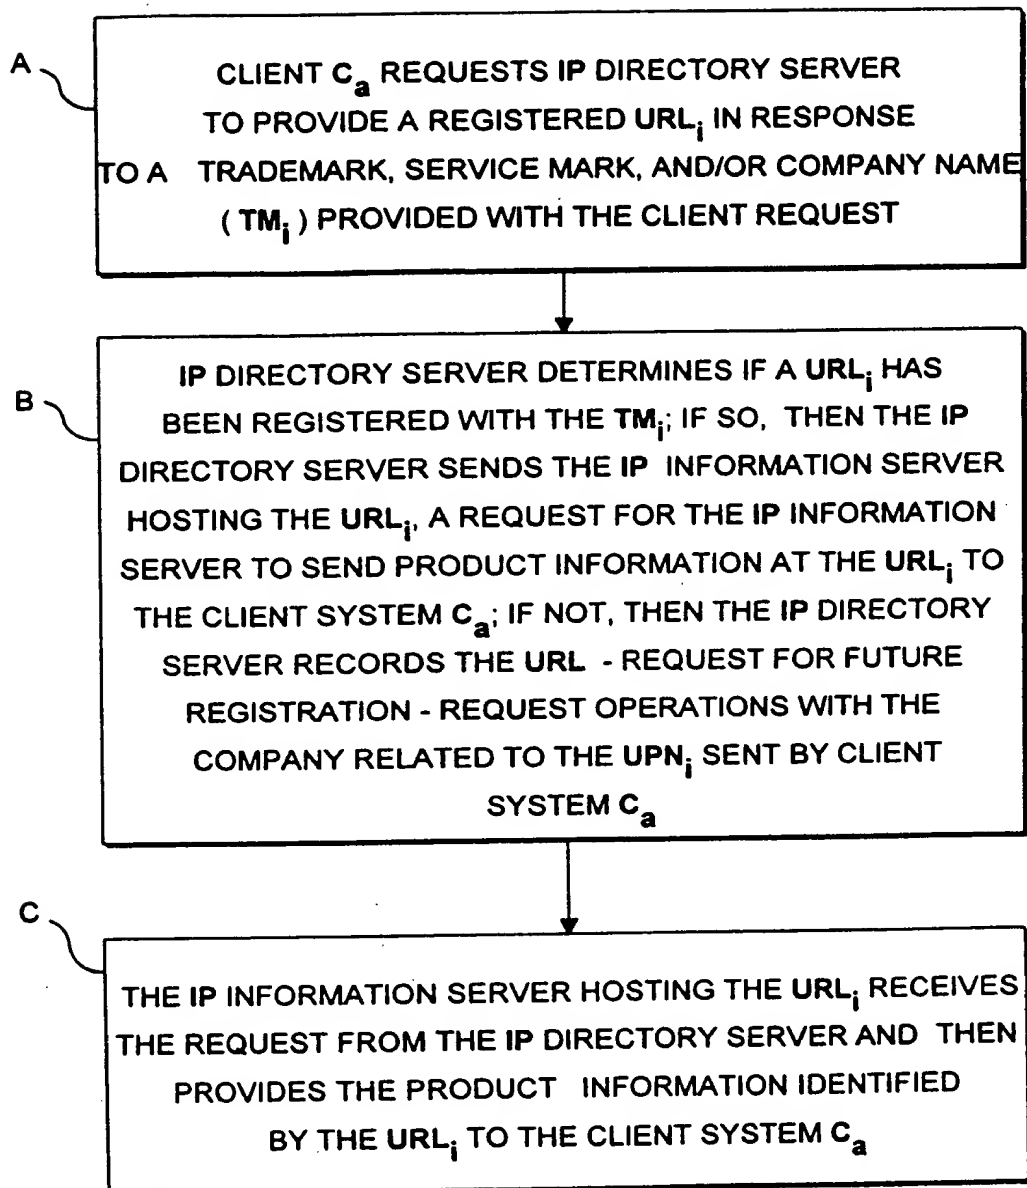 A
CLIENT Ca REQUESTS IP DIRECTORY SERVER
TO PROVIDE A REGISTERED URLi IN RESPONSE
TO A TRADEMARK, SERVICE MARK, AND/OR COMPANY NAME
( TMi ) PROVIDED WITH THE CLIENT REQUEST
B
IP DIRECTORY SERVER DETERMINES IF A URLi HAS
BEEN REGISTERED WITH THE TMi; IF SO, THEN THE IP
DIRECTORY SERVER SENDS THE IP INFORMATION SERVER
HOSTING THE URLi, A REQUEST FOR THE IP INFORMATION
SERVER TO SEND PRODUCT INFORMATION AT THE URLi TO
THE CLIENT SYSTEM Ca; IF NOT, THEN THE IP DIRECTORY
SERVER RECORDS THE URL - REQUEST FOR FUTURE
REGISTRATION - REQUEST OPERATIONS WITH THE
COMPANY RELATED TO THE UPNi SENT BY CLIENT
SYSTEM Ca
C
THE IP INFORMATION SERVER HOSTING THE URLi RECEIVES
THE REQUEST FROM THE IP DIRECTORY SERVER AND THEN
PROVIDES THE PRODUCT INFORMATION IDENTIFIED
BY THE URLi TO THE CLIENT SYSTEM Ca